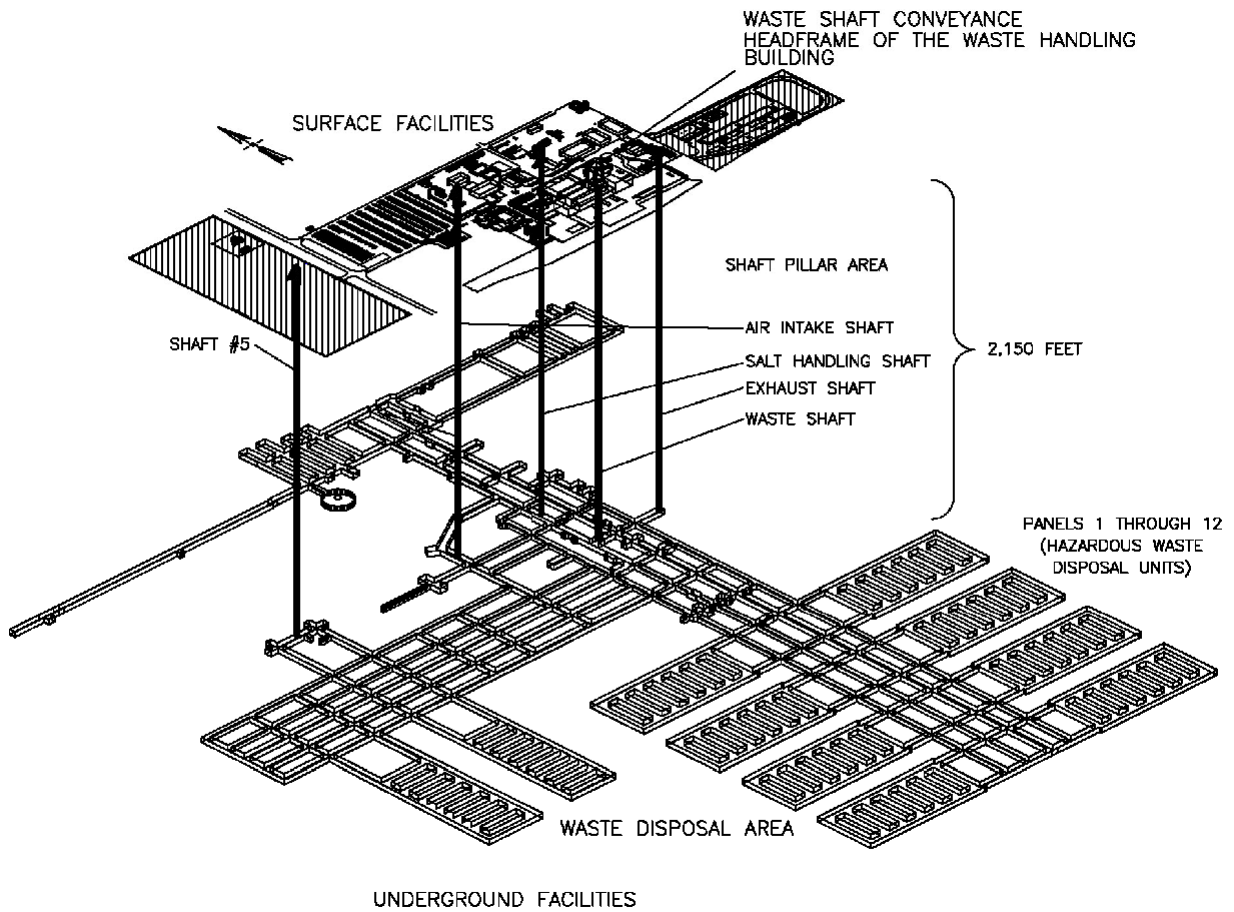 WASTE SHAFT CONVEYANCE
HEADFRAME OF THE WASTE HANDLING
BUILDING
SURFACE FACILITIES
SHAFT PILLAR AREA
SHAFT #5
AIR INTAKE SHAFT
SALT HANDLING SHAFT
EXHAUST SHAFT
WASTE SHAFT
2,150 FEET
PANELS 1 THROUGH 12
(HAZARDOUS WASTE
DISPOSAL UNITS)
WASTE DISPOSAL AREA
UNDERGROUND FACILITIES